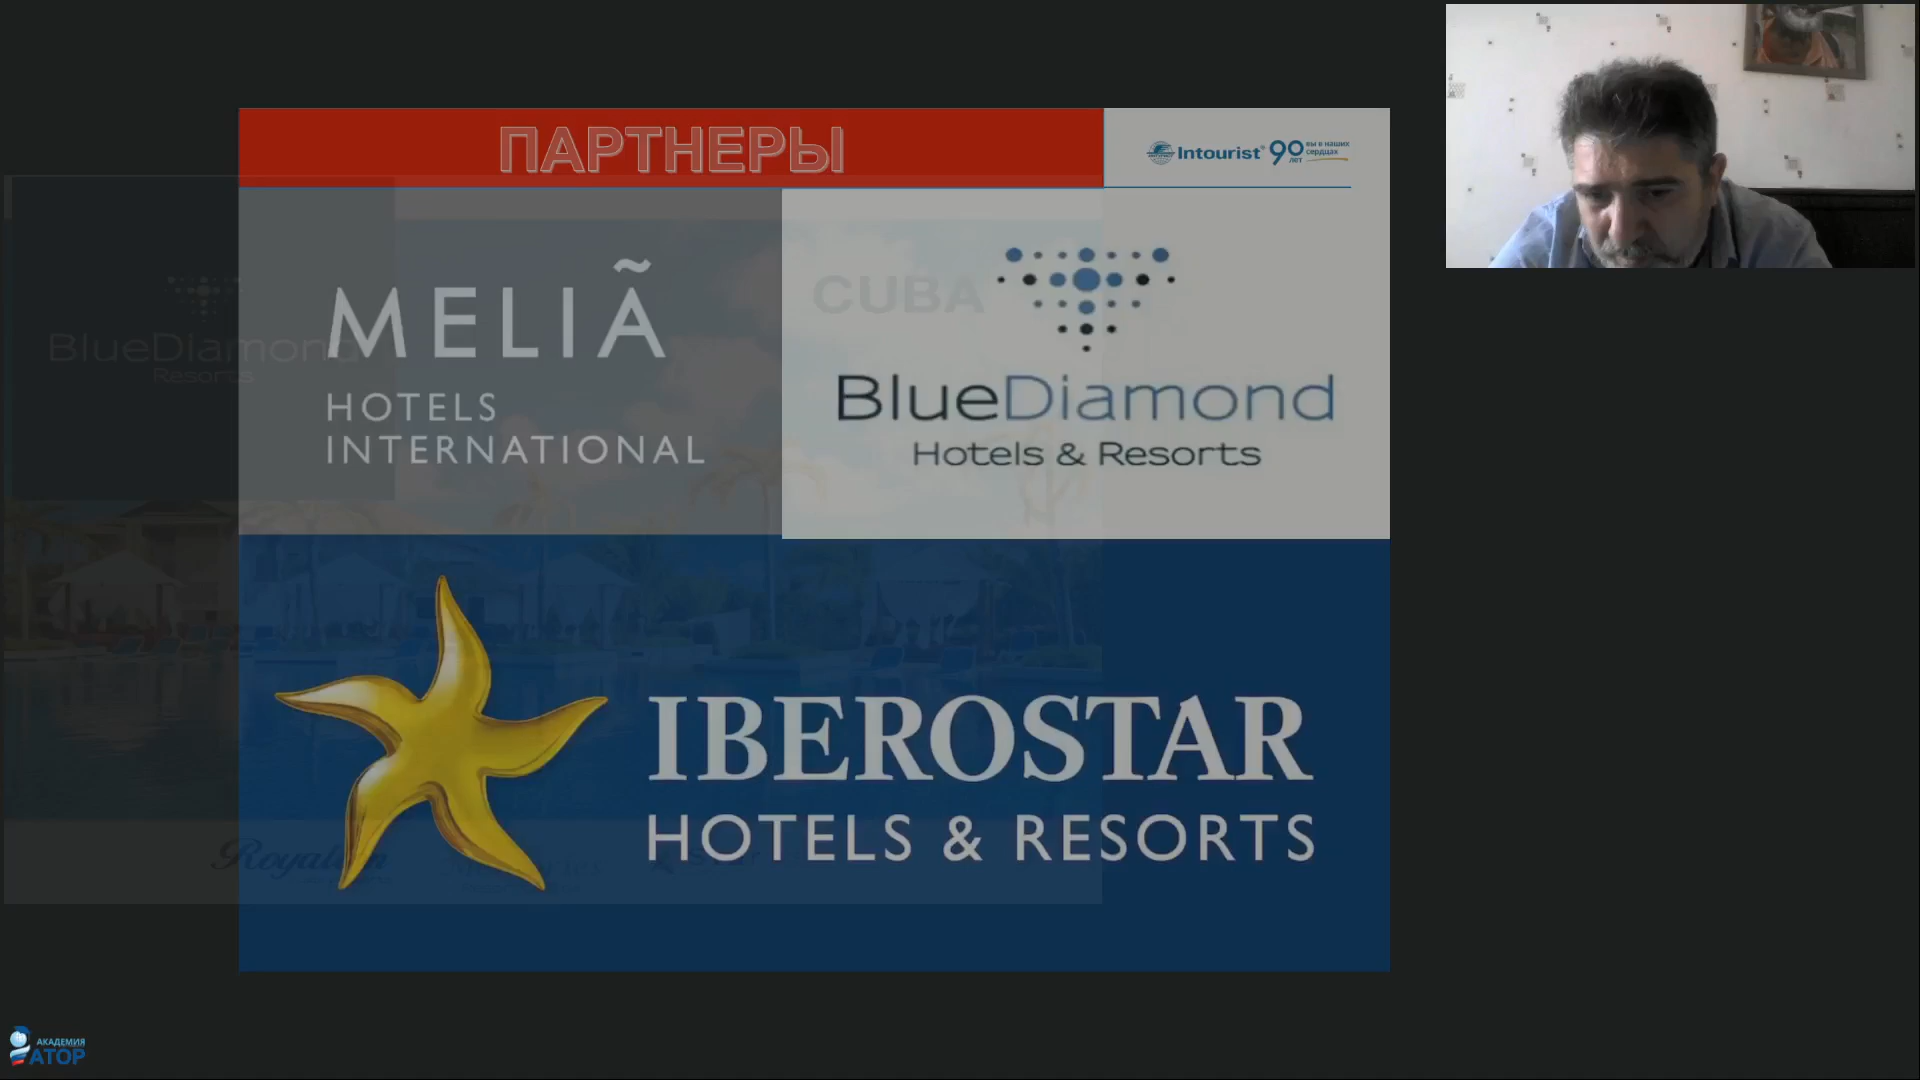 ПАРТНЕРЫ
Intourist 90 лет вы в наших сердцах
MELIÃ
HOTELS
INTERNATIONAL
CUBA
BlueDiamond
Hotels & Resorts
BlueDiamond
Resorts
IBEROSTAR
HOTELS & RESORTS
Royalton
АКАДЕМИЯ
АТОР